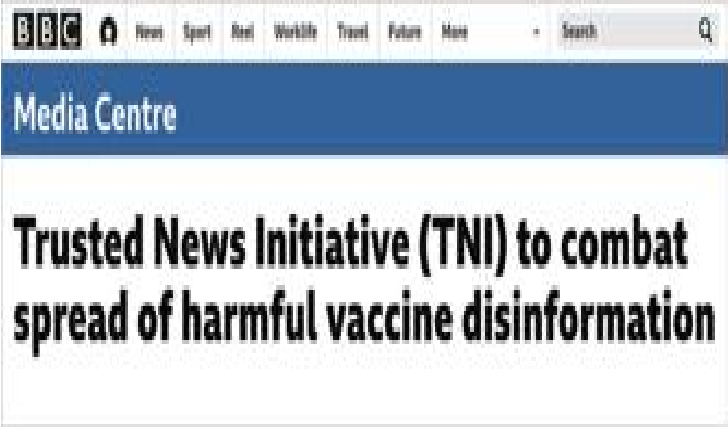 BBC News Sport Reel Worklife Travel Future More Search
Media Centre
Trusted News Initiative (TNI) to combat
spread of harmful vaccine disinformation